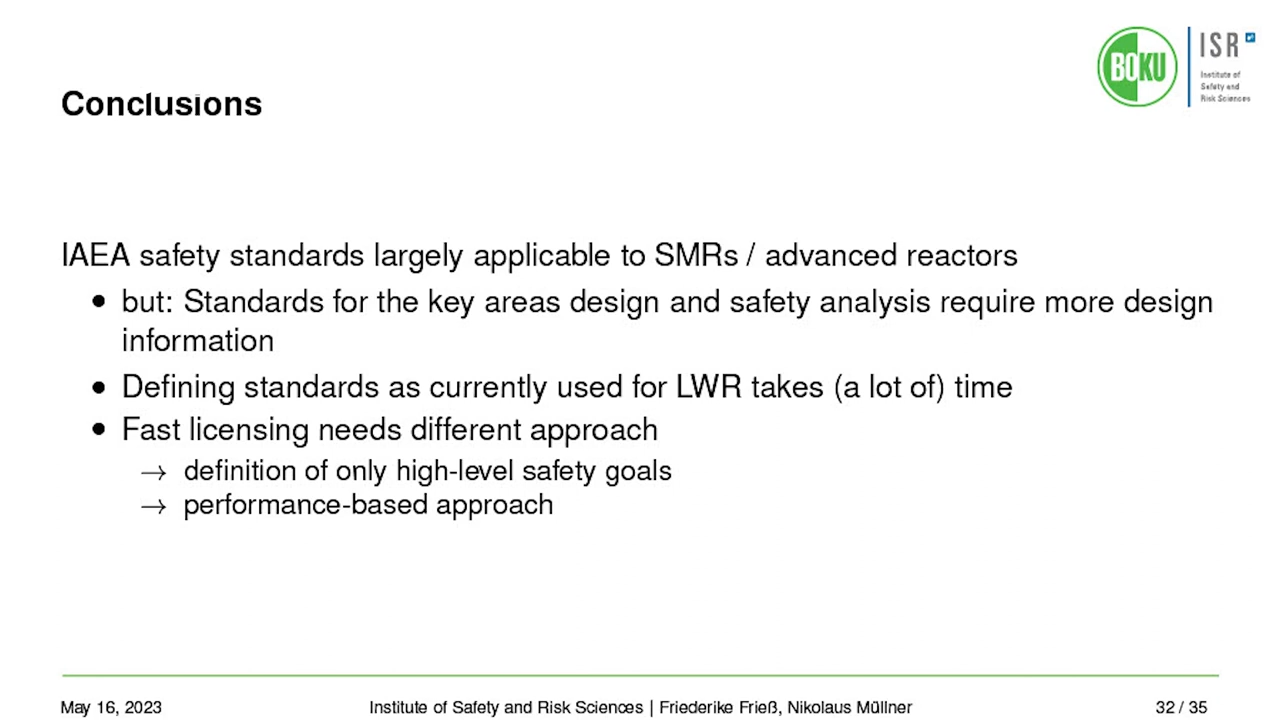 BOKU
ISR
Institute of
Safety and
Risk Sciences
Conclusions
IAEA safety standards largely applicable to SMRs / advanced reactors
• but: Standards for the key areas design and safety analysis require more design
information
• Defining standards as currently used for LWR takes (a lot of) time
• Fast licensing needs different approach
→ definition of only high-level safety goals
→ performance-based approach
May 16, 2023
Institute of Safety and Risk Sciences | Friederike Frieß, Nikolaus Müllner
32 / 35